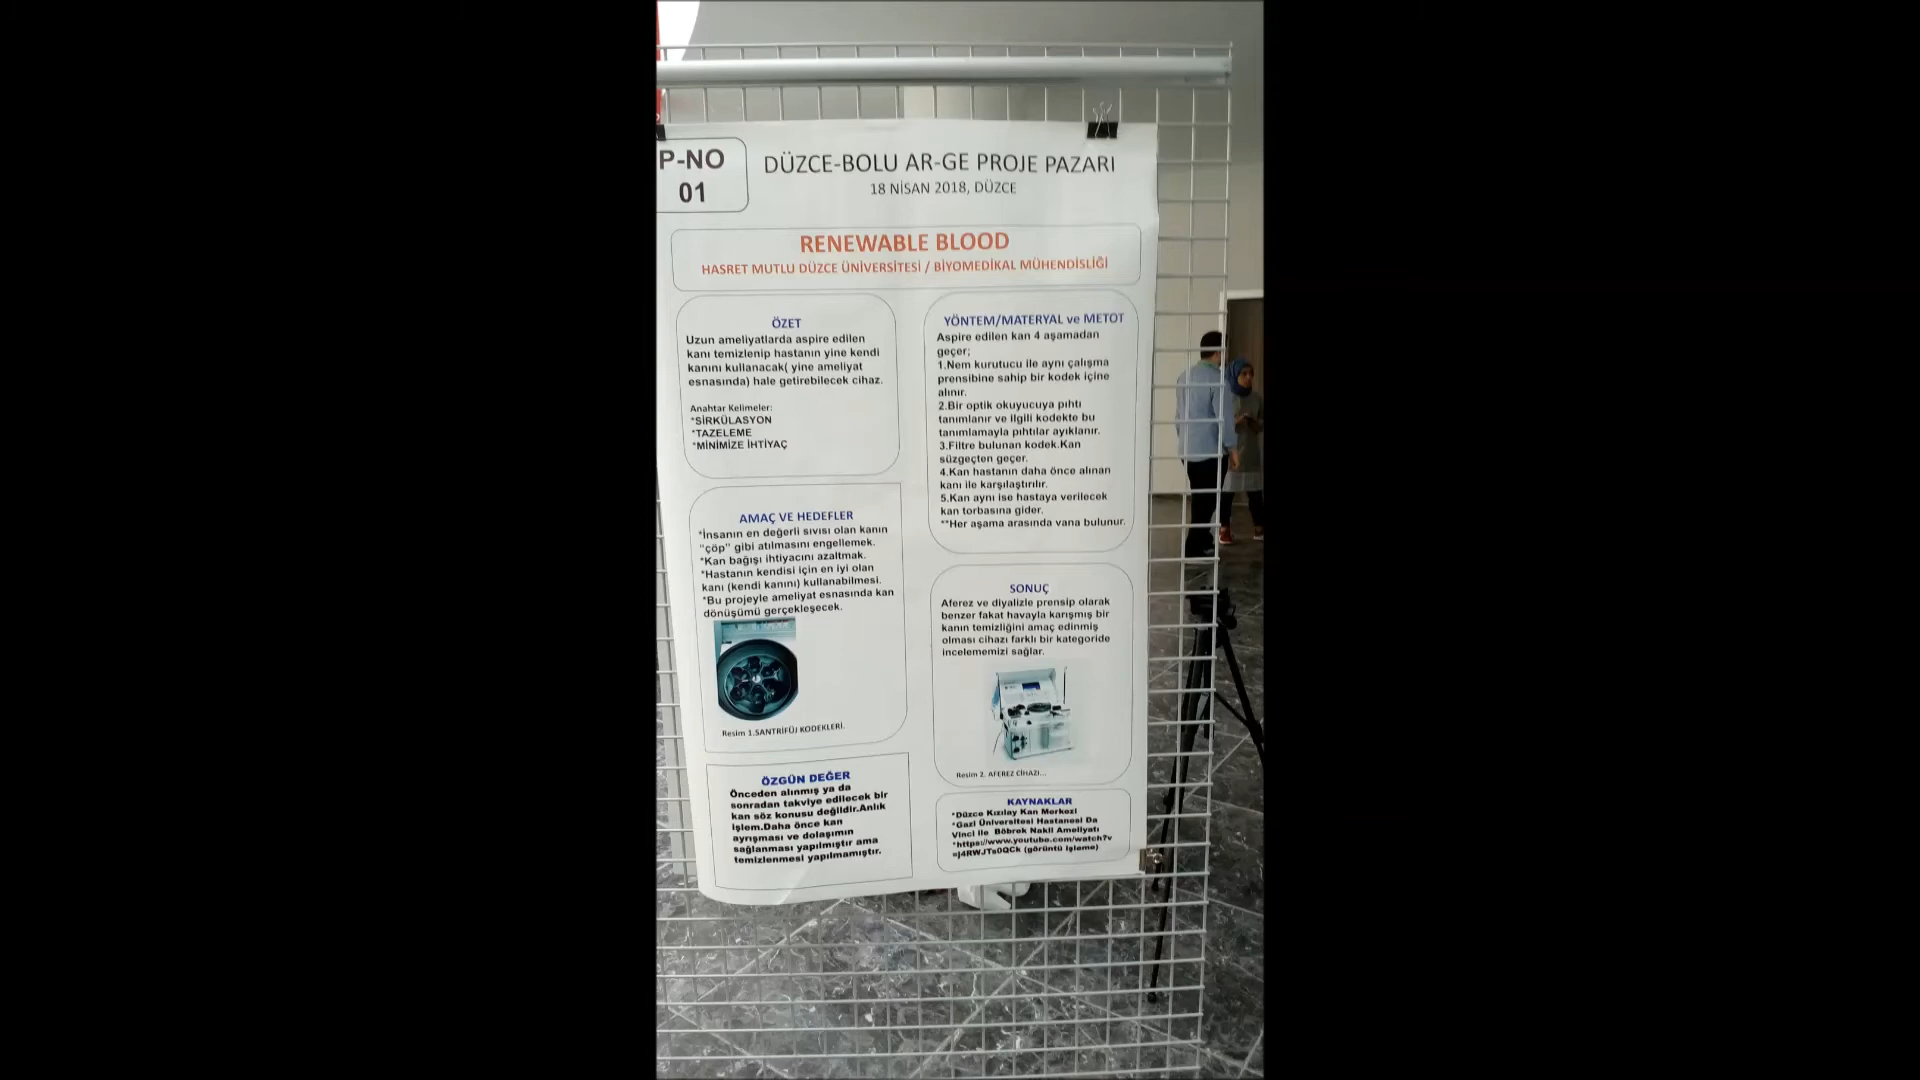 P-NO
01
DÜZCE-BOLU AR-GE PROJE PAZARI
18 NİSAN 2018, DÜZCE
RENEWABLE BLOOD
HASRET MUTLU DÜZCE ÜNİVERSİTESİ / BİYOMEDİKAL MÜHENDİSLİĞİ
ÖZET
Uzun ameliyatlarda aspire edilen
kanı temizlenip hastanın yine kendi
kanını kullanacak( yine ameliyat
esnasında) hale getirebilecek cihaz.
Anahtar Kelimeler:
*SİRKÜLASYON
*TAZELEME
*MİNİMİZE İHTİYAÇ
AMAÇ VE HEDEFLER
*İnsanın en değerli sıvısı olan kanın
"çöp" gibi atılmasını engellemek.
*Kan bağışı ihtiyacını azaltmak.
*Hastanın kendisi için en iyi olan
kanı (kendi kanını) kullanabilmesi.
*Bu projeyle ameliyat esnasında kan
dönüşümü gerçekleşecek.
Resim 1.SANTRİFÜJ KODEKLERİ.
ÖZGÜN DEĞER
Önceden alınmış ya da
sonradan takviye edilecek bir
kan söz konusu değildir.Anlık
işlem.Daha önce kan
ayrışması ve dolaşımın
sağlanması yapılmıştır ama
temizlenmesi yapılmamıştır.
YÖNTEM/MATERYAL ve METOT
Aspire edilen kan 4 aşamadan
geçer;
1.Nem kurutucu ile aynı çalışma
prensibine sahip bir kodek içine
alınır.
2.Bir optik okuyucuya pıhtı
tanımlanır ve ilgili kodekte bu
tanımlamayla pıhtılar ayıklanır.
3.Filtre bulunan kodek.Kan
süzgeçten geçer.
4.Kan hastanın daha önce alınan
kanı ile karşılaştırılır.
5.Kan aynı ise hastaya verilecek
kan torbasına gider.
**Her aşama arasında vana bulunur.
SONUÇ
Aferez ve diyalizle prensip olarak
benzer fakat havayla karışmış bir
kanın temizliğini amaç edinmiş
olması cihazı farklı bir kategoride
incelememizi sağlar.
Resim 2. AFEREZ CİHAZI...
KAYNAKLAR
*Düzce Kızılay Kan Merkezi
*Gazi Üniversitesi Hastanesi Da
Vinci ile Böbrek Nakli Ameliyatı
*https://www.youtube.com/watch?v
=j4RWJTs0QCk (görüntü işleme)